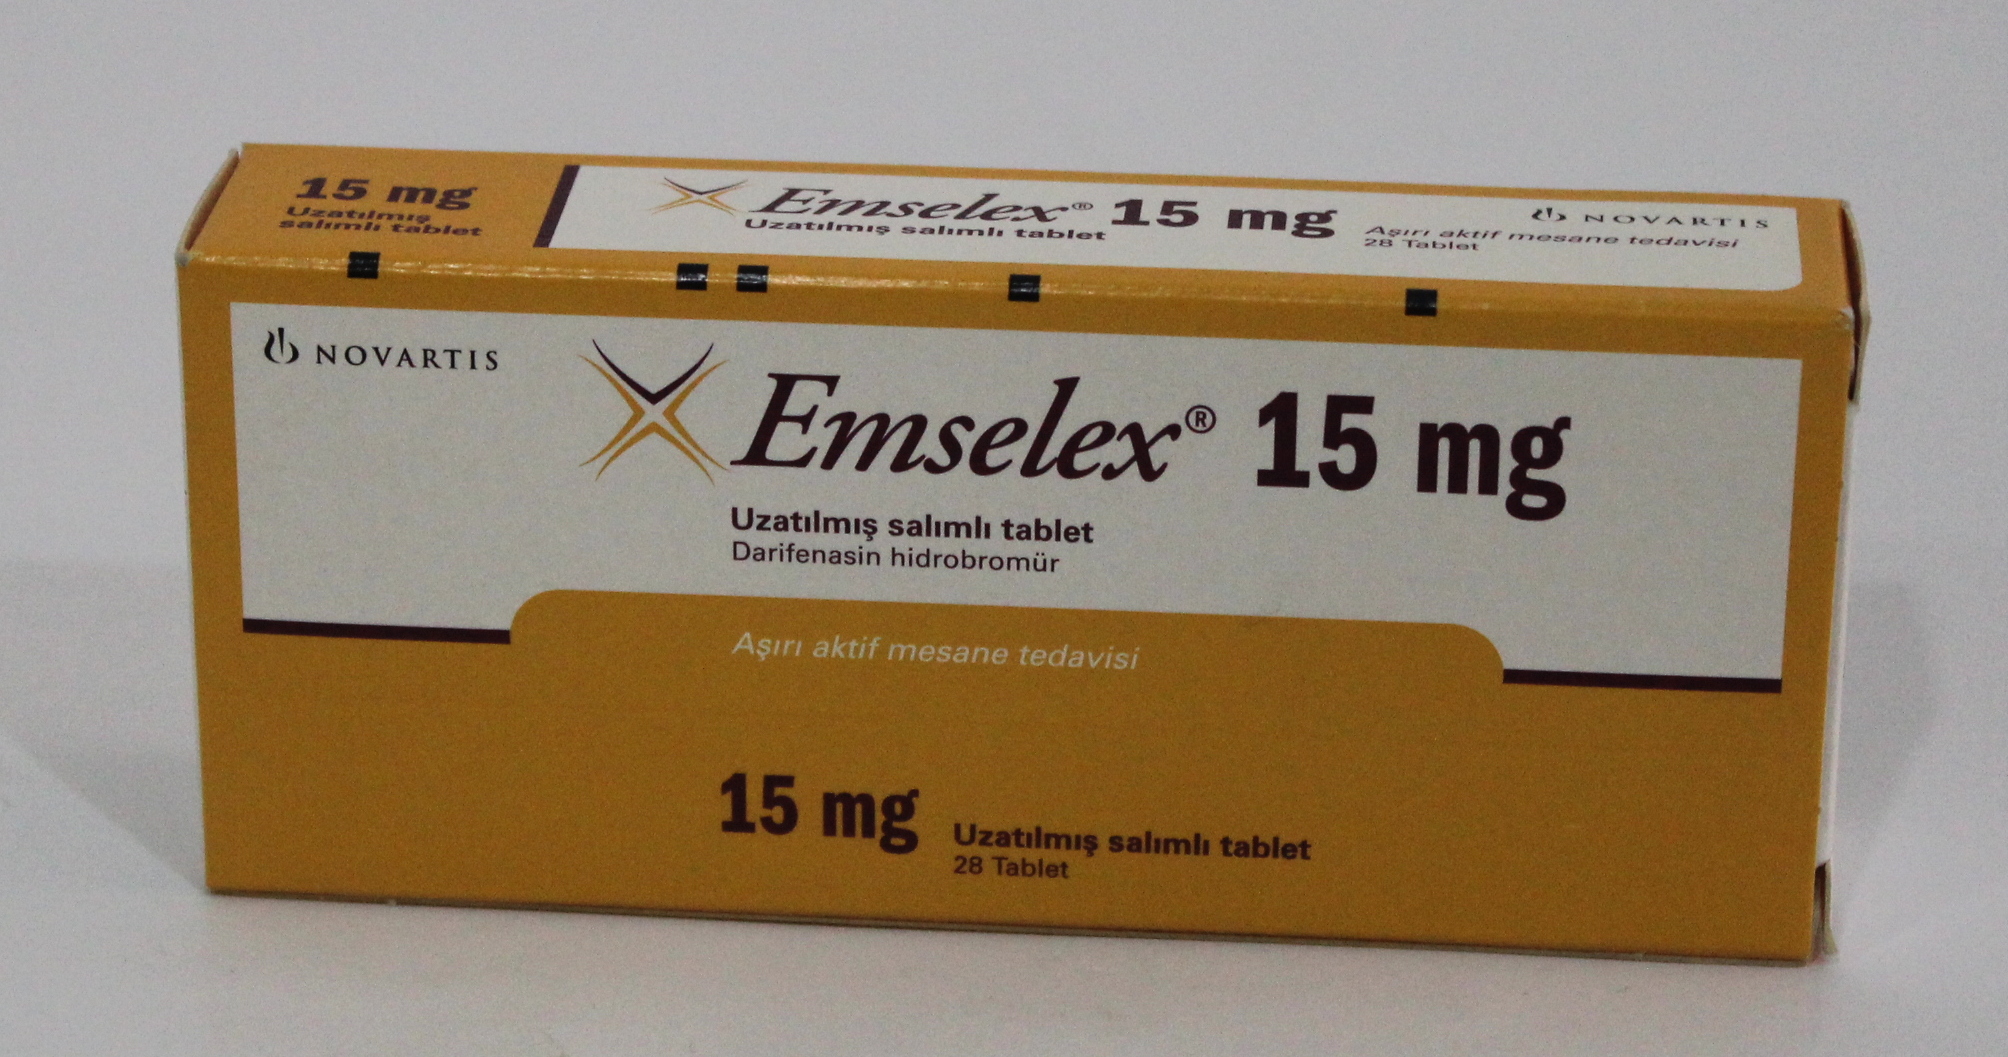 15 mg
Uzatılmış
salımlı tablet
Emselex® 15 mg
Uzatılmış salımlı tablet
NOVARTIS
Aşırı aktif mesane tedavisi
28 Tablet
NOVARTIS
Emselex® 15 mg
Uzatılmış salımlı tablet
Darifenasin hidrobromür
Aşırı aktif mesane tedavisi
15 mg Uzatılmış salımlı tablet
28 Tablet